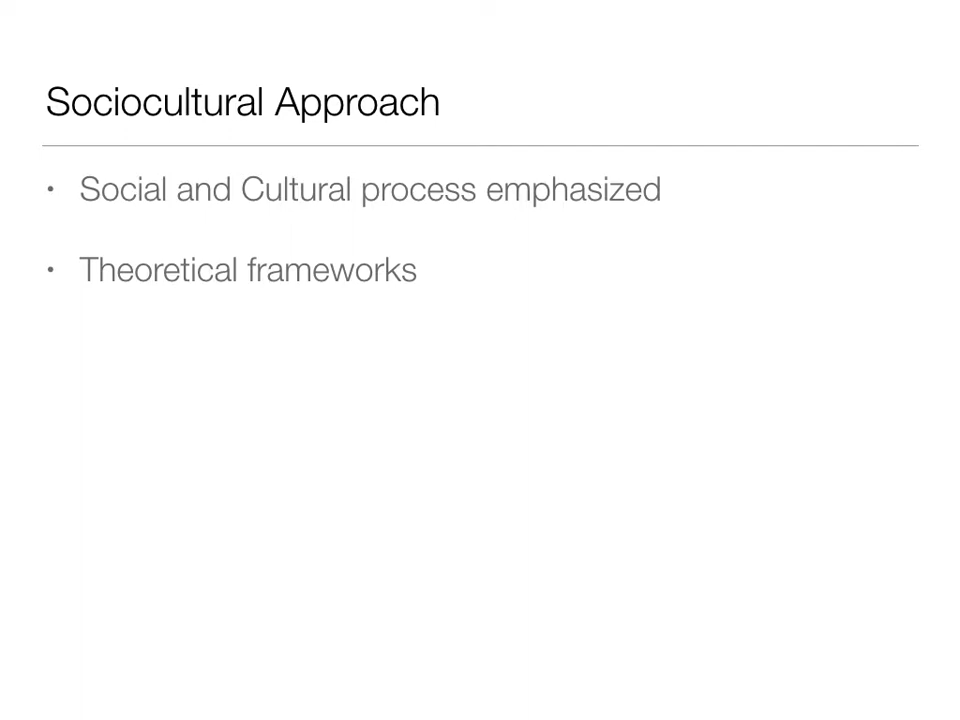 Sociocultural Approach
• Social and Cultural process emphasized
• Theoretical frameworks